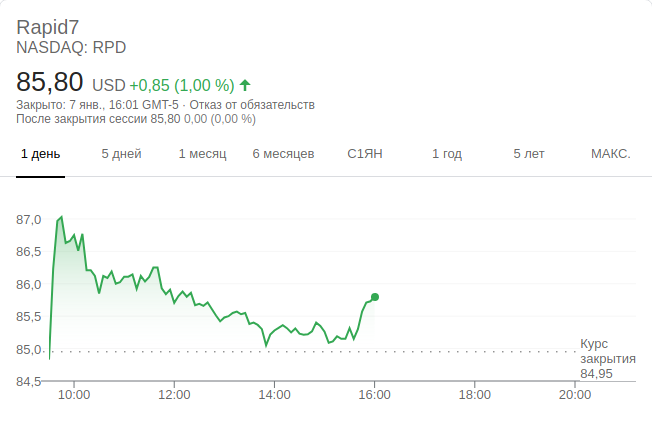 Rapid7
NASDAQ: RPD
85,80 USD +0,85 (1,00 %)
Закрыто: 7 янв., 16:01 GMT-5 · Отказ от обязательств
После закрытия сессии 85,80 0,00 (0,00 %)
1 день 5 дней 1 месяц 6 месяцев С1ЯН 1 год 5 лет МАКС.
87,0
86,5
86,0
85,5
85,0
Курс
закрытия
84,95
84,5
10:00 12:00 14:00 16:00 18:00 20:00